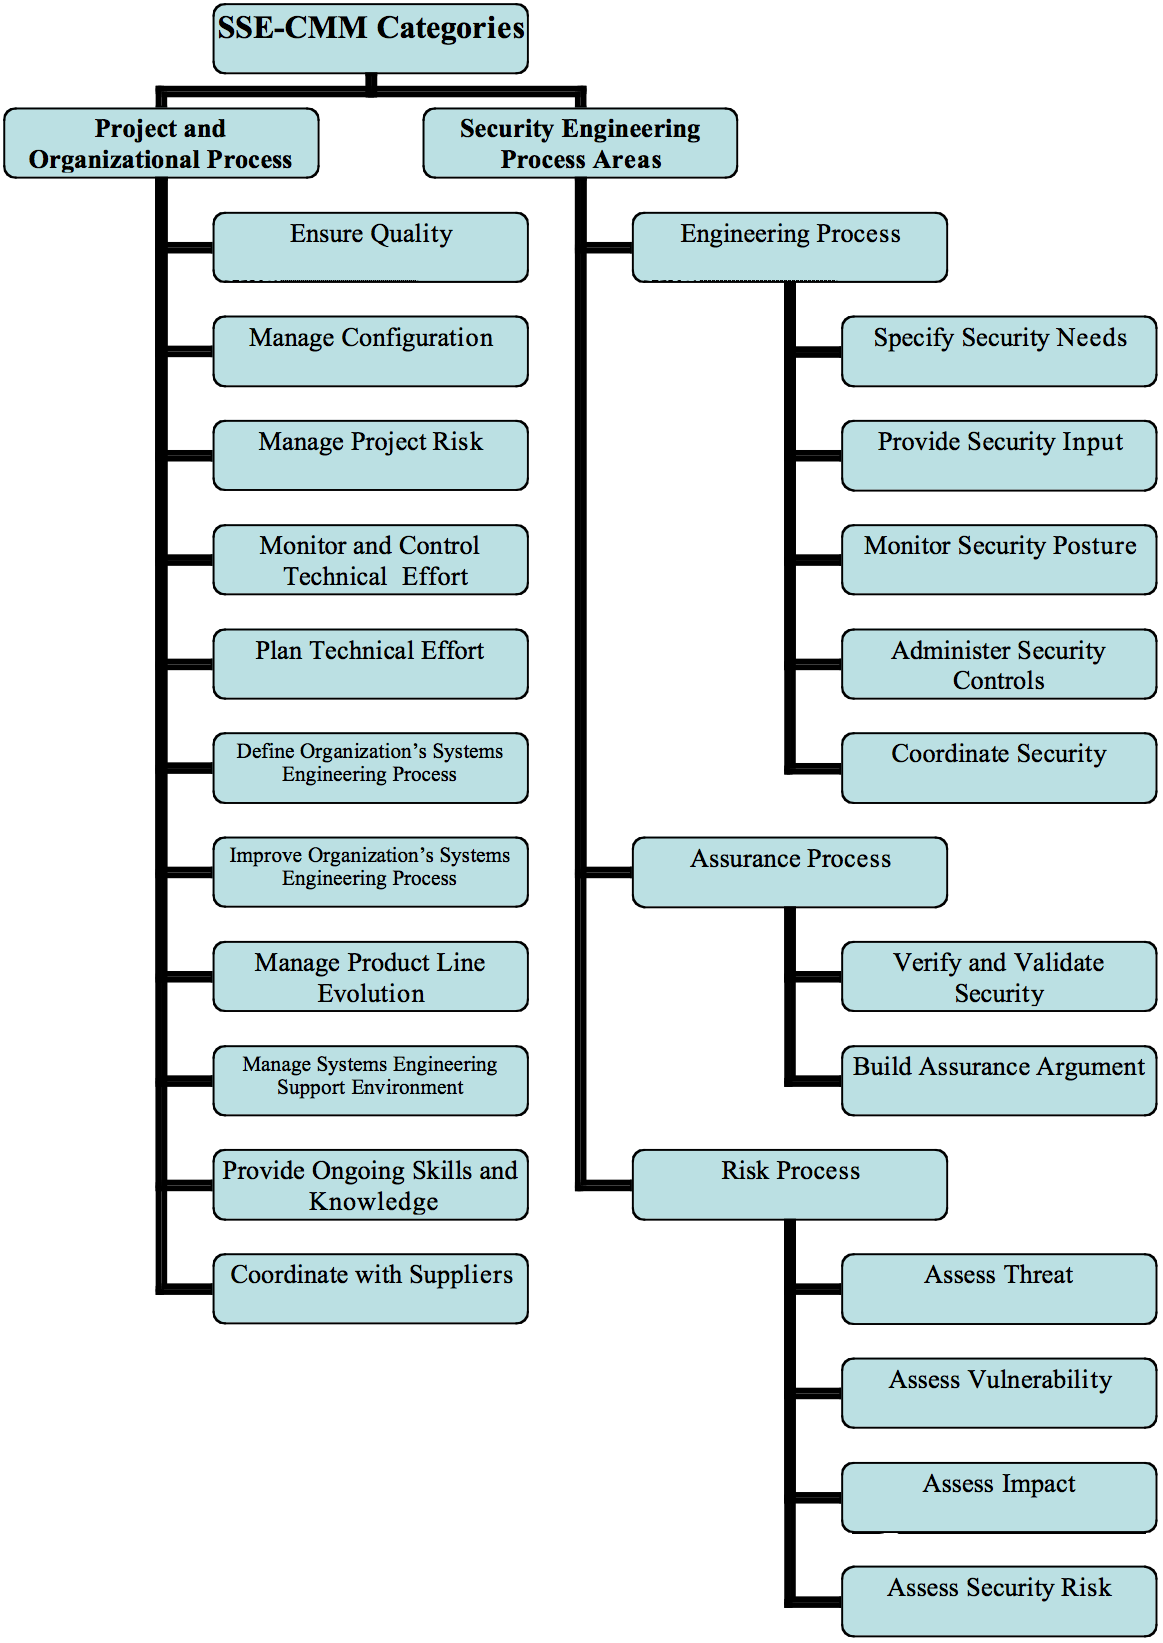 SSE-CMM Categories
Project and
Organizational Process
Security Engineering
Process Areas
Ensure Quality
Manage Configuration
Manage Project Risk
Monitor and Control
Technical Effort
Plan Technical Effort
Define Organization’s Systems
Engineering Process
Improve Organization’s Systems
Engineering Process
Manage Product Line
Evolution
Manage Systems Engineering
Support Environment
Provide Ongoing Skills and
Knowledge
Coordinate with Suppliers
Engineering Process
Specify Security Needs
Provide Security Input
Monitor Security Posture
Administer Security
Controls
Coordinate Security
Assurance Process
Verify and Validate
Security
Build Assurance Argument
Risk Process
Assess Threat
Assess Vulnerability
Assess Impact
Assess Security Risk